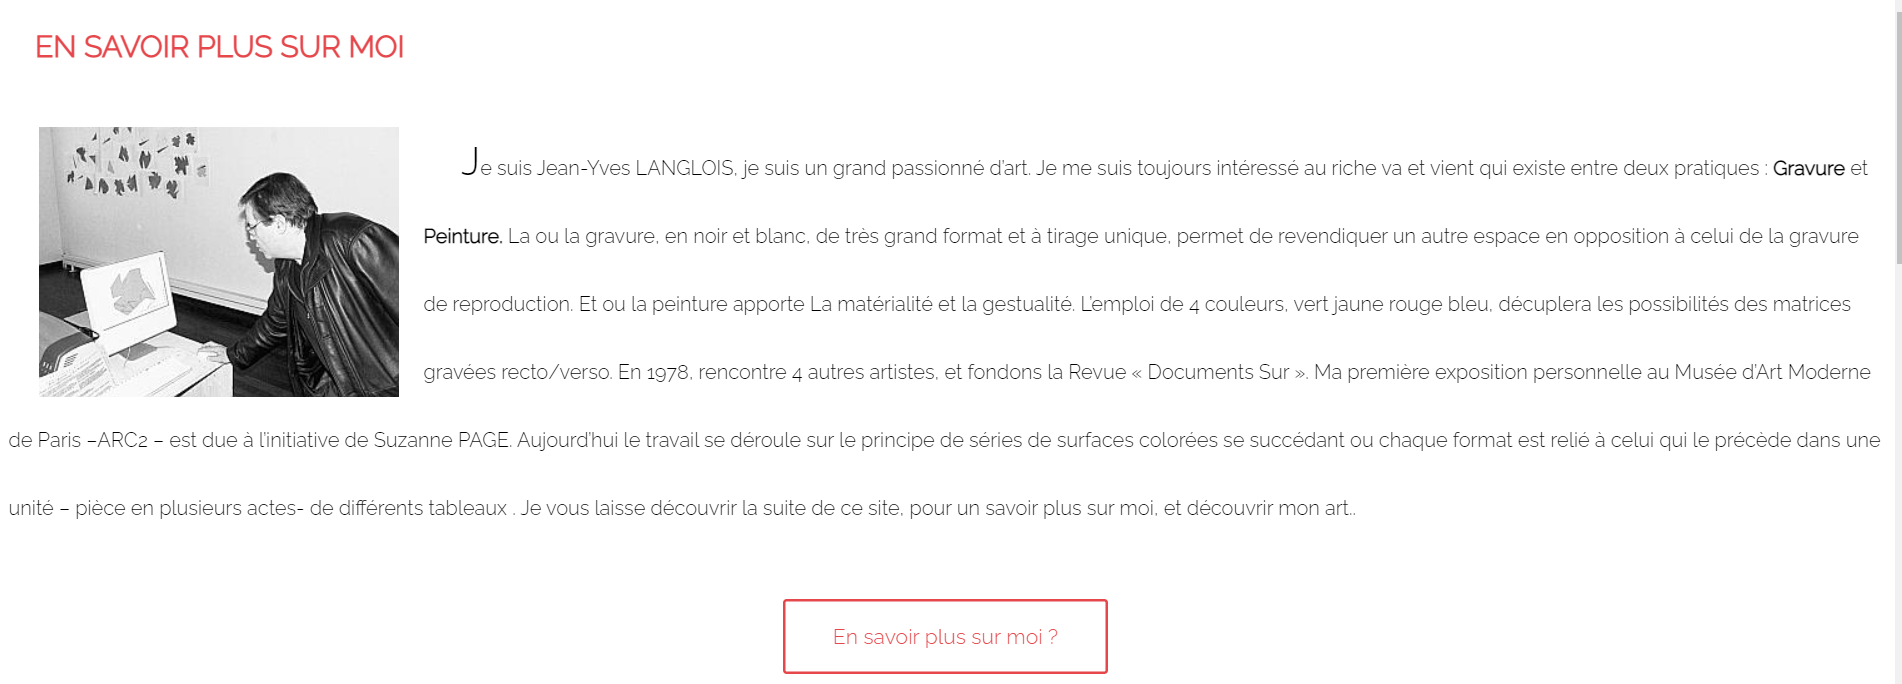 EN SAVOIR PLUS SUR MOI
Je suis Jean-Yves LANGLOIS, je suis un grand passionné d'art. Je me suis toujours intéressé au riche va et vient qui existe entre deux pratiques : Gravure et
Peinture. La ou la gravure, en noir et blanc, de très grand format et à tirage unique, permet de revendiquer un autre espace en opposition à celui de la gravure
de reproduction. Et ou la peinture apporte La matérialité et la gestualité. L'emploi de 4 couleurs, vert jaune rouge bleu, décuplera les possibilités des matrices
gravées recto/verso. En 1978, rencontre 4 autres artistes, et fondons la Revue « Documents Sur ». Ma première exposition personnelle au Musée d'Art Moderne
de Paris –ARC2 – est due à l'initiative de Suzanne PAGE. Aujourd'hui le travail se déroule sur le principe de séries de surfaces colorées se succédant ou chaque format est relié à celui qui le précède dans une
unité – pièce en plusieurs actes- de différents tableaux . Je vous laisse découvrir la suite de ce site, pour un savoir plus sur moi, et découvrir mon art..
En savoir plus sur moi ?